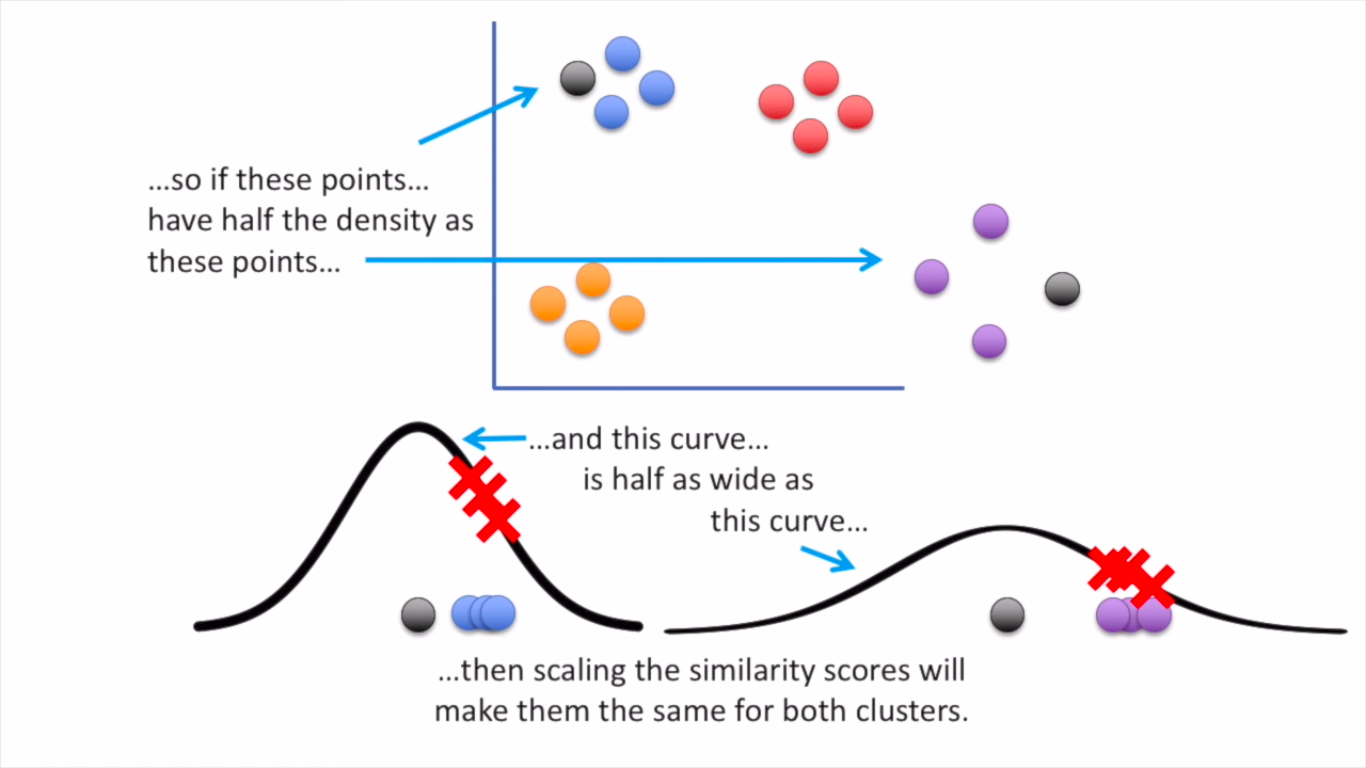 ...so if these points...
have half the density as
these points...
...and this curve...
is half as wide as
this curve...
...then scaling the similarity scores will
make them the same for both clusters.